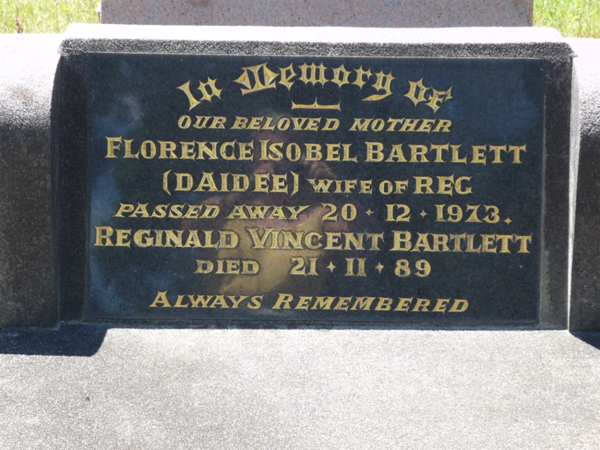 In Memory of
OUR BELOVED MOTHER
FLORENCE ISOBEL BARTLETT
(DAIDEE) WIFE OF REG
PASSED AWAY 20 · 12 · 1973.
REGINALD VINCENT BARTLETT
DIED 21 · 11 · 89
ALWAYS REMEMBERED